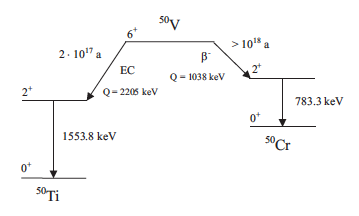 ⁵⁰V
6⁺
2·10¹⁷ a
> 10¹⁸ a
EC
β⁻
Q = 2205 keV
Q = 1038 keV
2⁺
2⁺
1553.8 keV
783.3 keV
0⁺
0⁺
⁵⁰Ti
⁵⁰Cr